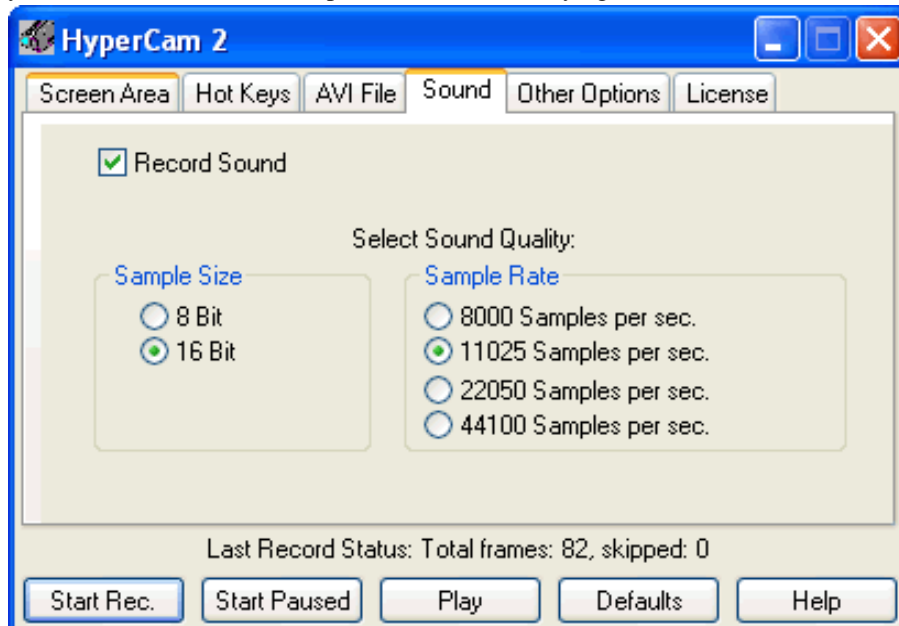 HyperCam 2
Screen Area Hot Keys AVI File Sound Other Options License
Record Sound
Select Sound Quality:
Sample Size
8 Bit
16 Bit
Sample Rate
8000 Samples per sec.
11025 Samples per sec.
22050 Samples per sec.
44100 Samples per sec.
Last Record Status: Total frames: 82, skipped: 0
Start Rec. Start Paused Play Defaults Help